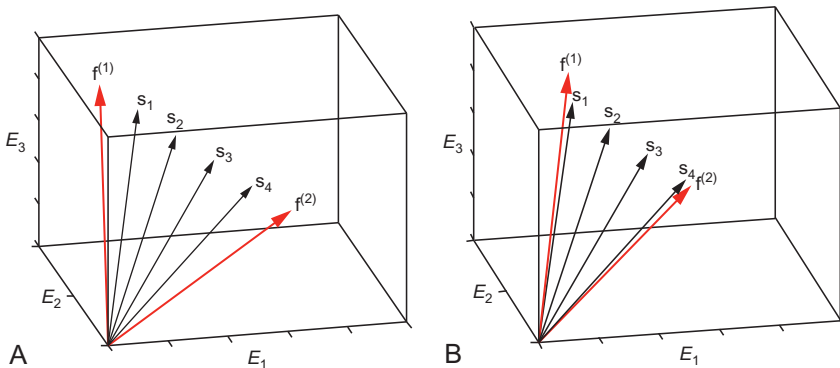 f⁽¹⁾
s₁
s₂
s₃
s₄
f⁽²⁾
E₃
E₂
E₁
A
f⁽¹⁾
s₁
s₂
s₃
s₄
f⁽²⁾
E₃
E₂
E₁
B